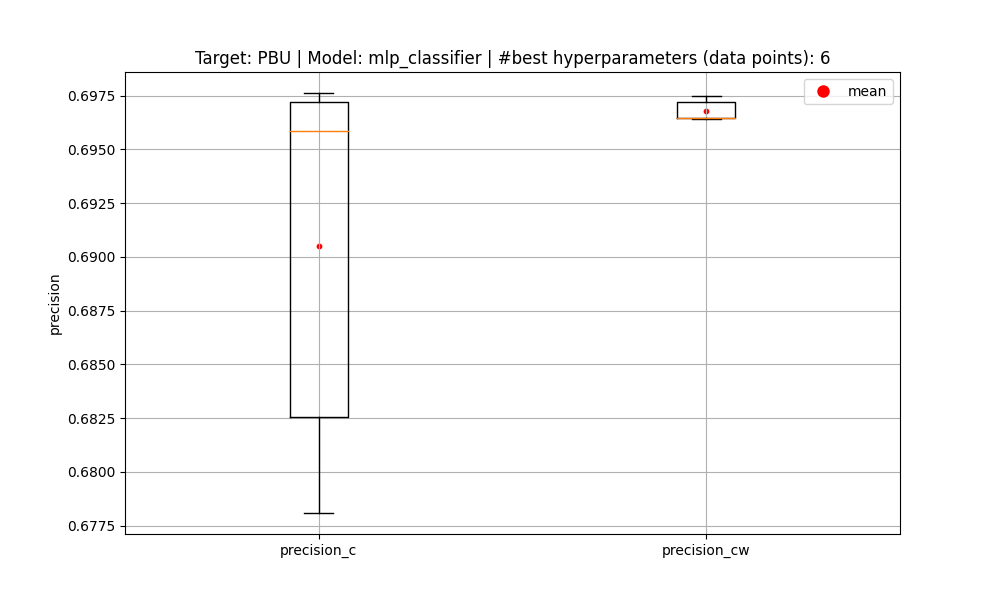 Target: PBU | Model: mlp_classifier | #best hyperparameters (data points): 6
mean
0.6975
0.6950
0.6925
0.6900
0.6875
0.6850
0.6825
0.6800
0.6775
precision
precision_c
precision_cw